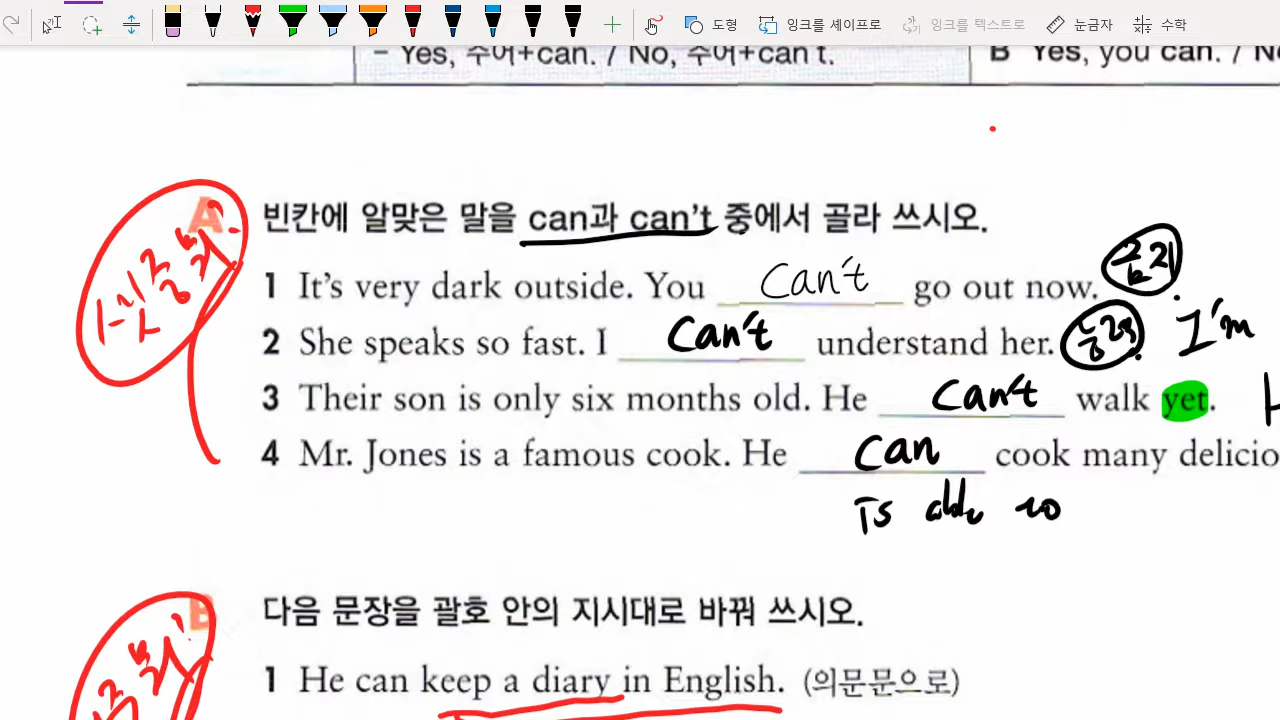 도형 잉크를 셰이프로 잉크를 텍스트로 눈금자 수학
- Yes, 주어+can. / No, 주어+can't. B Yes, you can. / N
A 빈칸에 알맞은 말을 can과 can't 중에서 골라 쓰시오.
1 It's very dark outside. You can't go out now. 금지
2 She speaks so fast. I can't understand her. 능력 I'm
3 Their son is only six months old. He can't walk yet. H
4 Mr. Jones is a famous cook. He can cook many delicio
is able to
B 다음 문장을 괄호 안의 지시대로 바꿔 쓰시오.
1 He can keep a diary in English. (의문문으로)